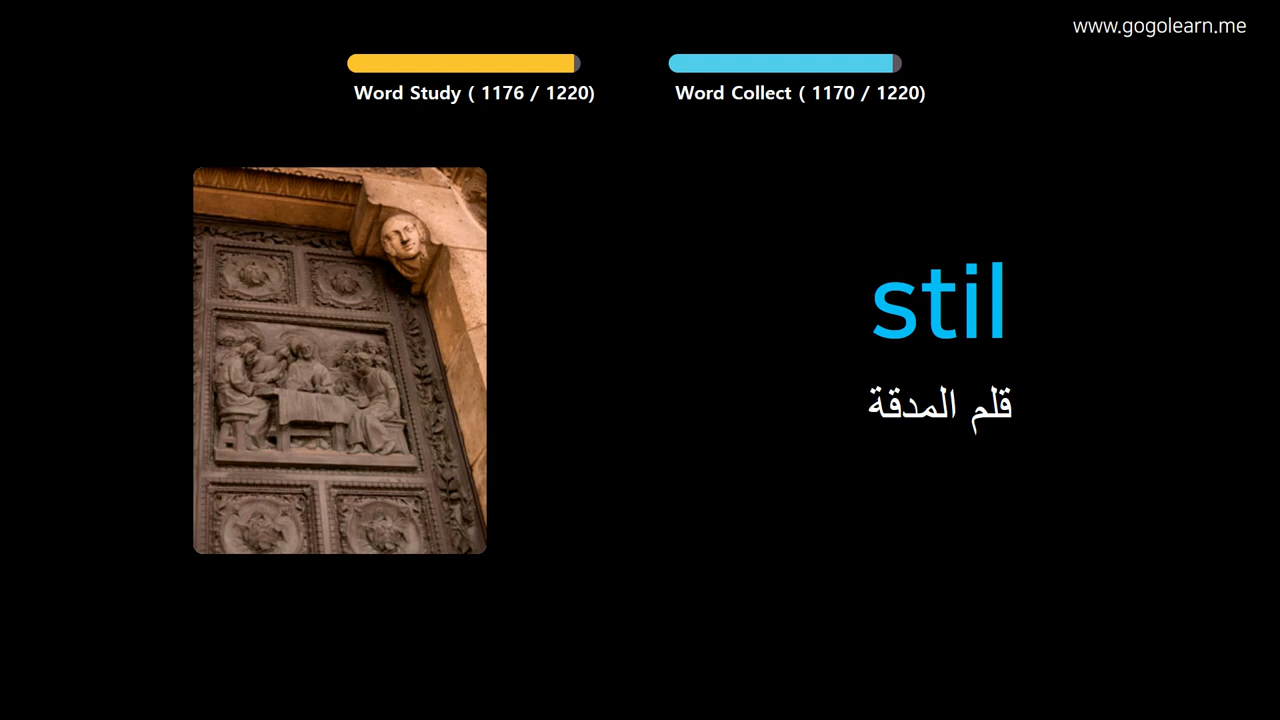 www.gogolearn.me
Word Study ( 1176 / 1220)
Word Collect ( 1170 / 1220)
stil
قلم المدقة